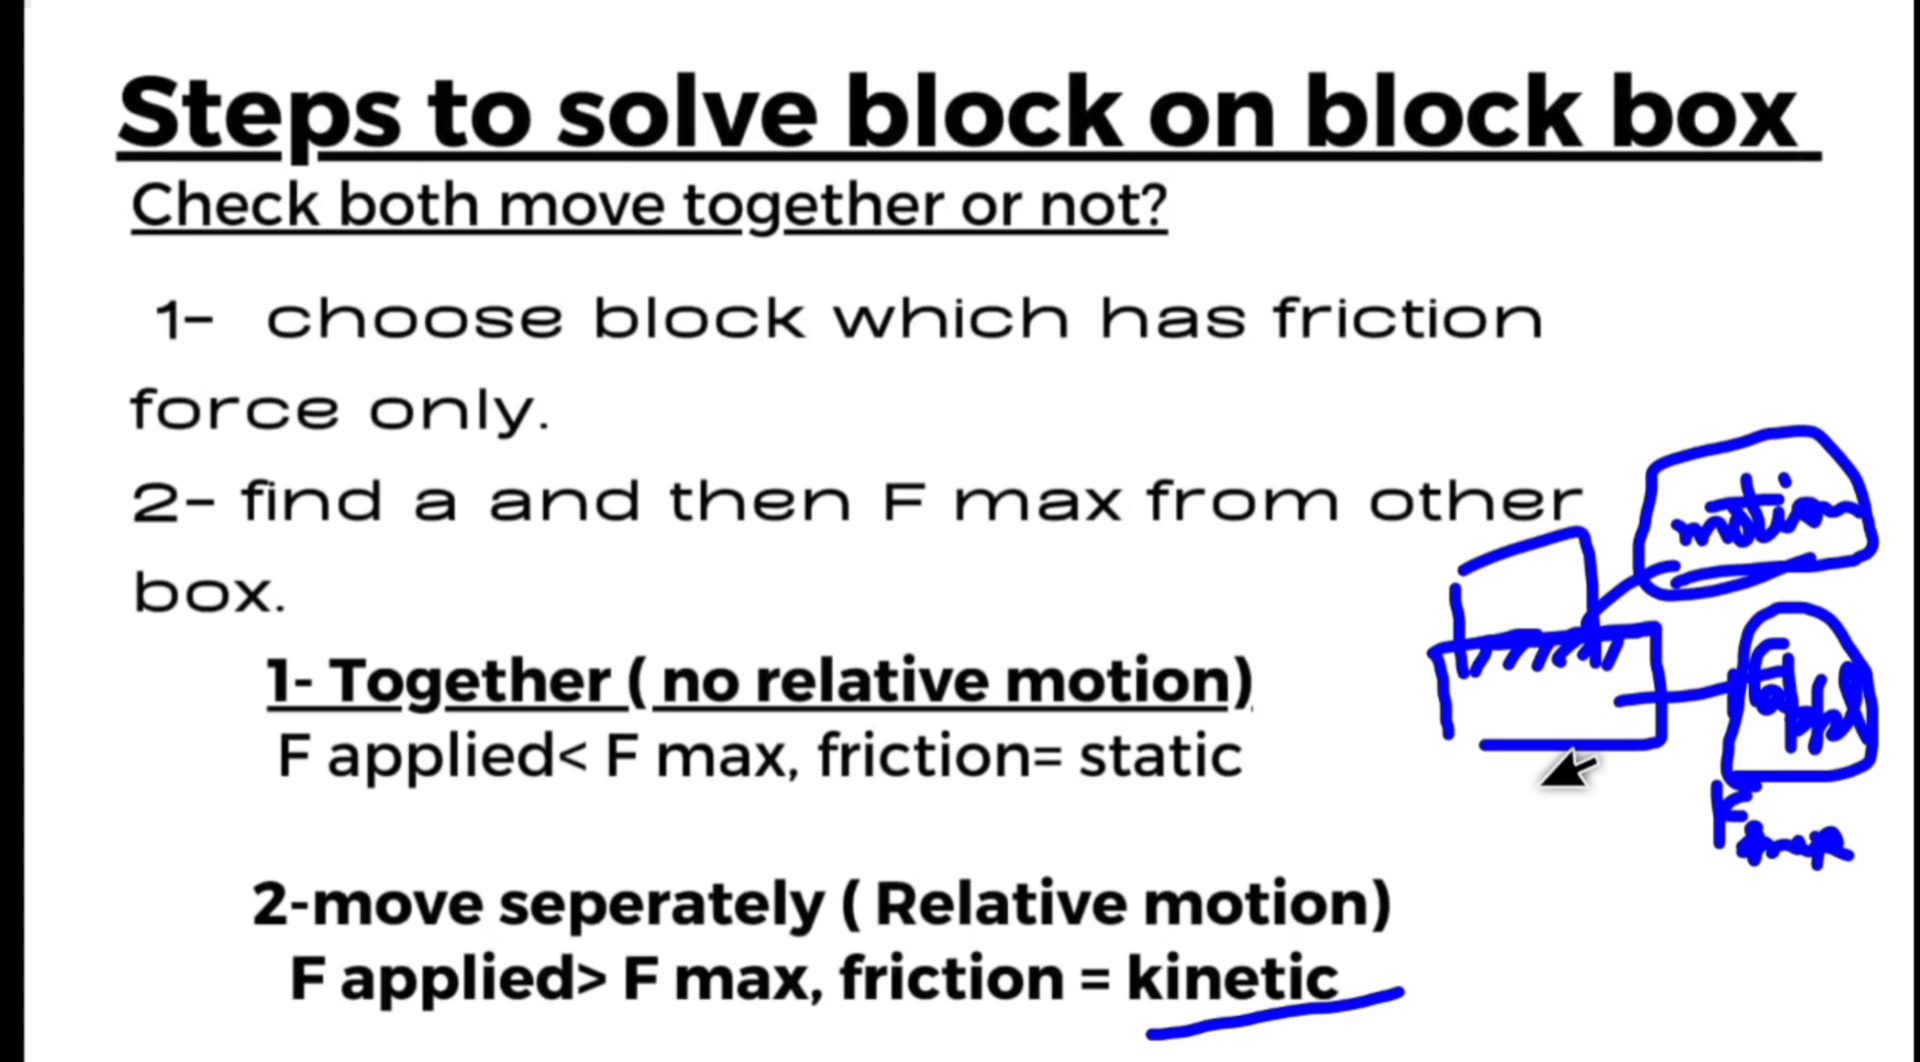 Steps to solve block on block box
Check both move together or not?
1- choose block which has friction
force only.
2- find a and then F max from other
box.
motion
1- Together ( no relative motion)
F applied< F max, friction= static
2-move seperately ( Relative motion)
F applied> F max, friction = kinetic